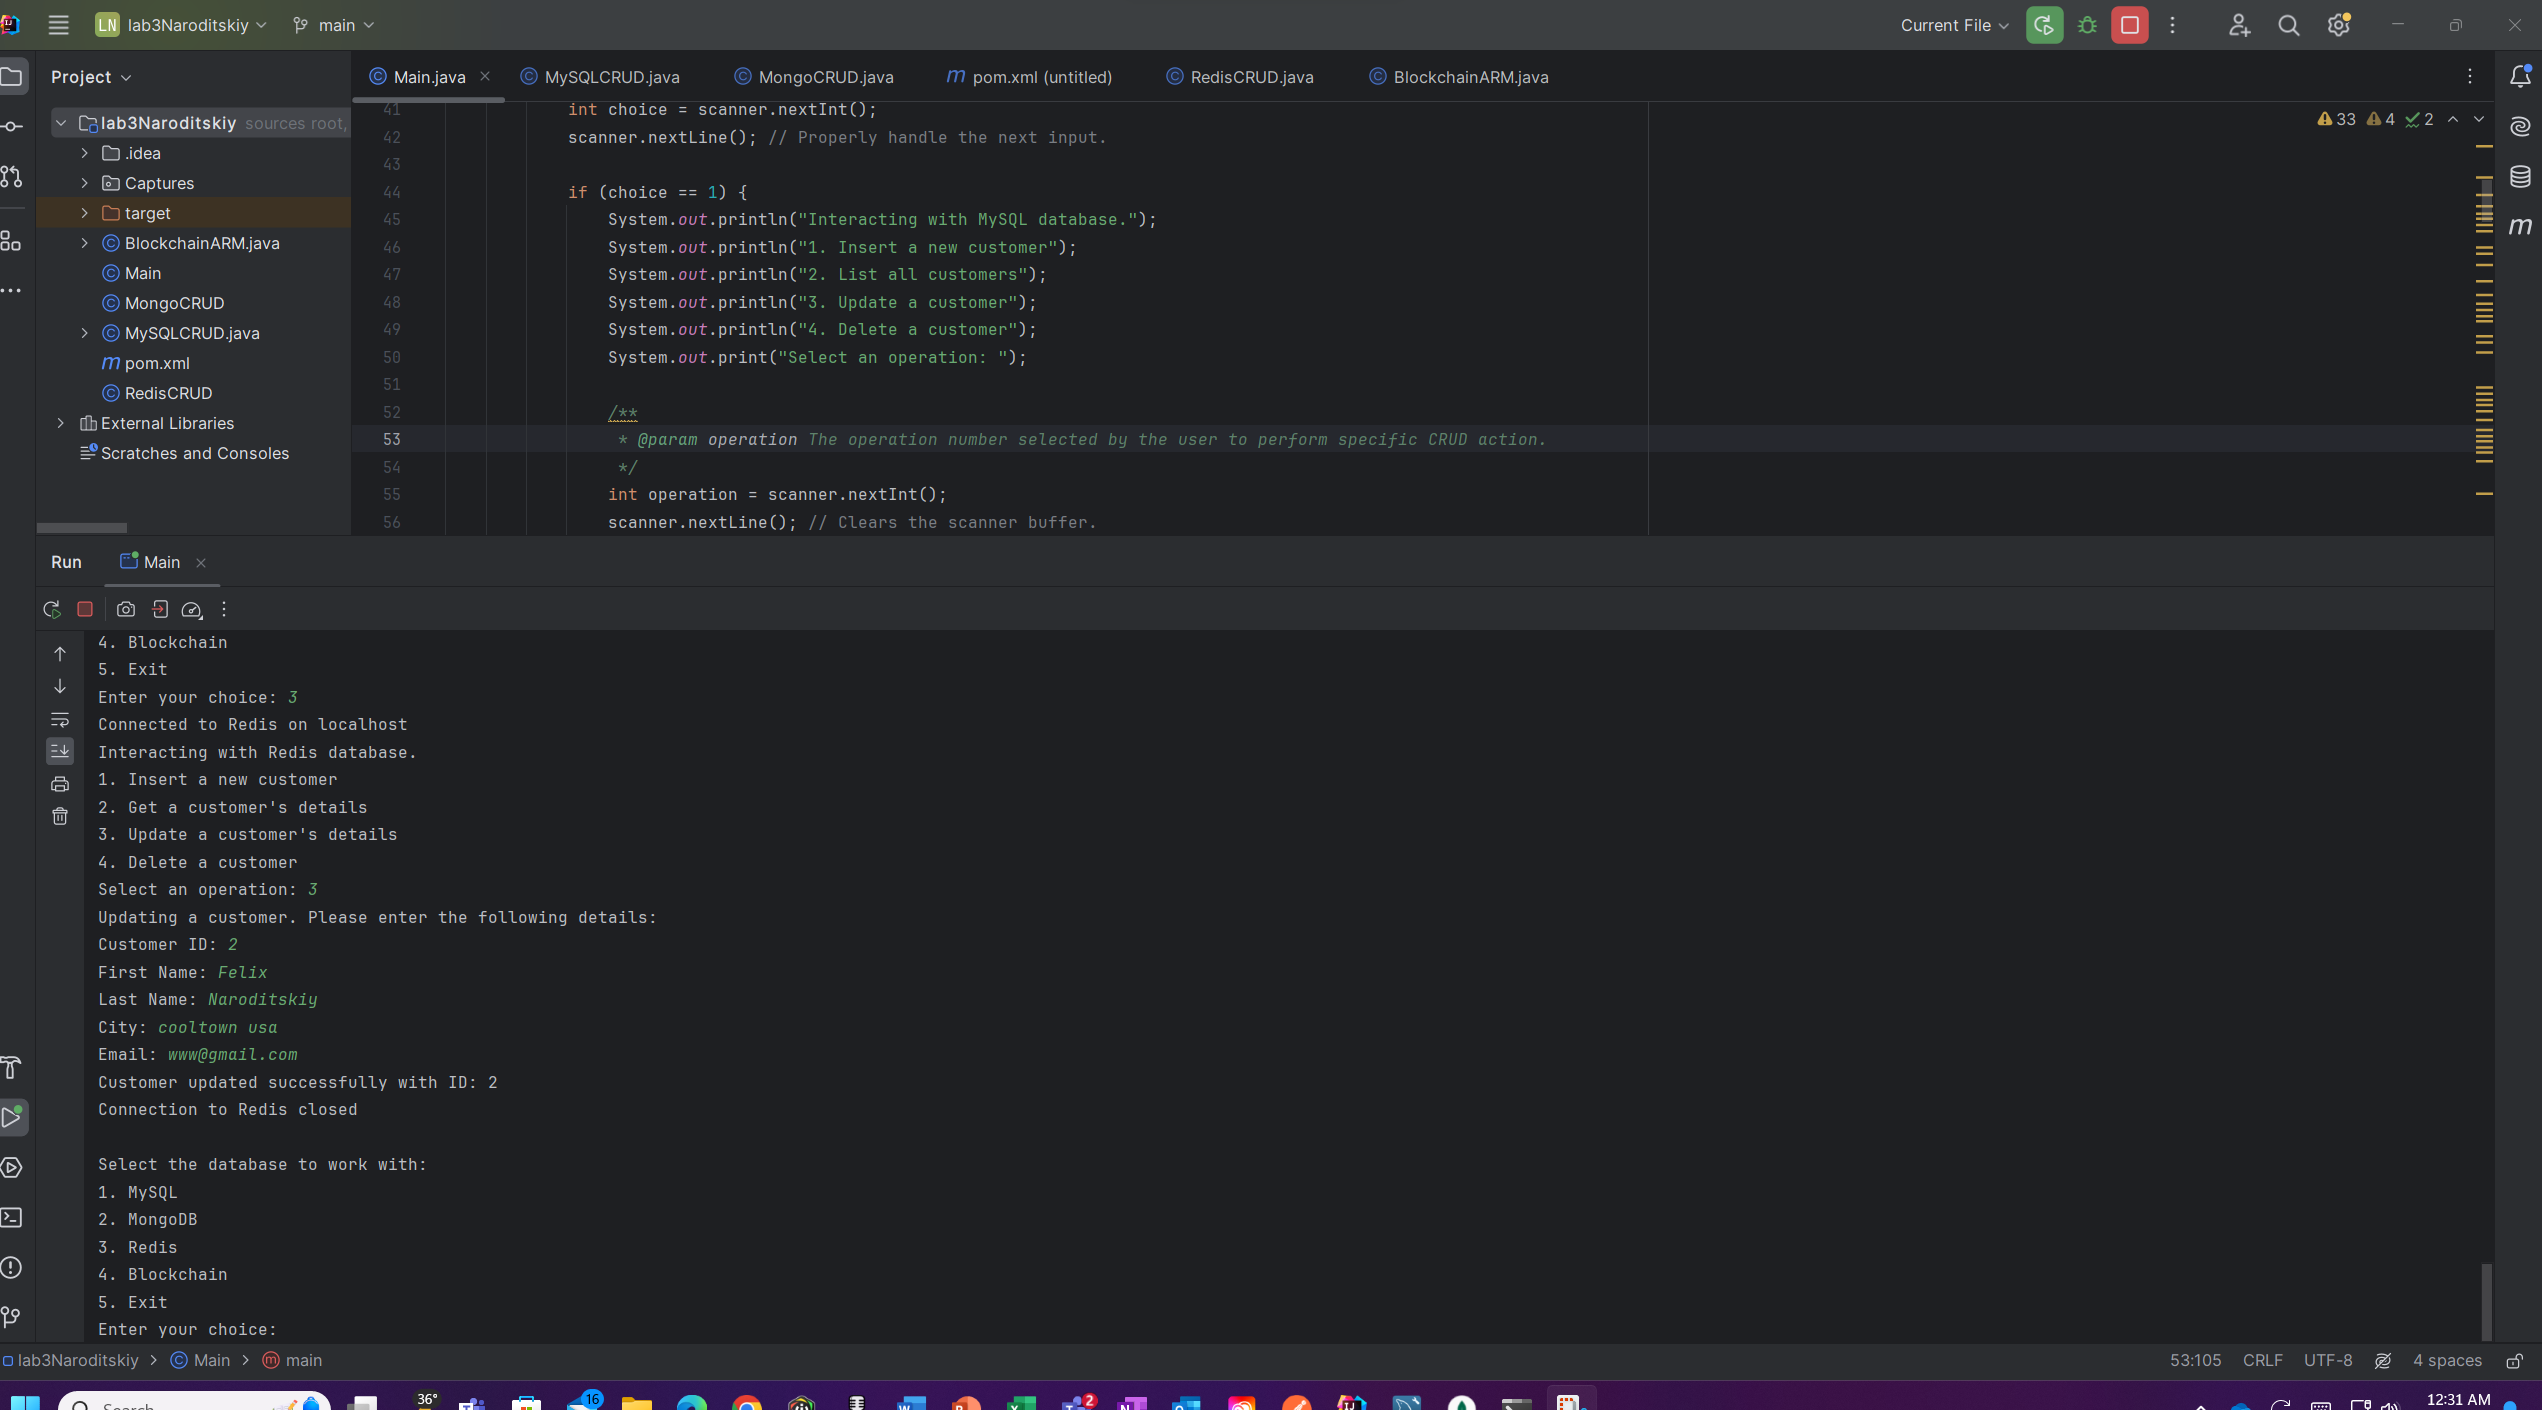 LN lab3Naroditskiy main Current File
Project
Main.java MySQLCRUD.java MongoCRUD.java m pom.xml (untitled) RedisCRUD.java BlockchainARM.java
lab3Naroditskiy sources root,
.idea
Captures
target
BlockchainARM.java
Main
MongoCRUD
MySQLCRUD.java
m pom.xml
RedisCRUD
External Libraries
Scratches and Consoles
33 4 2
41 int choice = scanner.nextInt();
42 scanner.nextLine(); // Properly handle the next input.
43
44 if (choice == 1) {
45 System.out.println("Interacting with MySQL database.");
46 System.out.println("1. Insert a new customer");
47 System.out.println("2. List all customers");
48 System.out.println("3. Update a customer");
49 System.out.println("4. Delete a customer");
50 System.out.print("Select an operation: ");
51
52 /**
53 * @param operation The operation number selected by the user to perform specific CRUD action.
54 */
55 int operation = scanner.nextInt();
56 scanner.nextLine(); // Clears the scanner buffer.
Run Main
4. Blockchain
5. Exit
Enter your choice: 3
Connected to Redis on localhost
Interacting with Redis database.
1. Insert a new customer
2. Get a customer's details
3. Update a customer's details
4. Delete a customer
Select an operation: 3
Updating a customer. Please enter the following details:
Customer ID: 2
First Name: Felix
Last Name: Naroditskiy
City: cooltown usa
Email: www@gmail.com
Customer updated successfully with ID: 2
Connection to Redis closed
Select the database to work with:
1. MySQL
2. MongoDB
3. Redis
4. Blockchain
5. Exit
Enter your choice:
lab3Naroditskiy > Main > main 53:105 CRLF UTF-8 4 spaces
Search 36° 16 2 12:31 AM